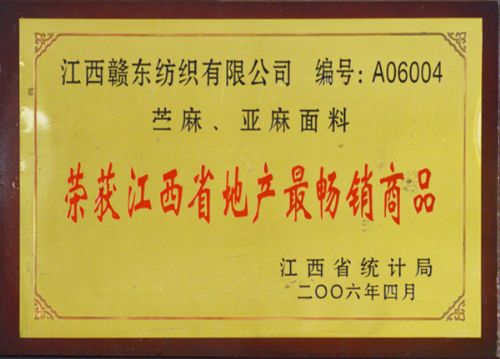 江西赣东纺织有限公司 编号：A06004
苎麻、亚麻面料
荣获江西省地产最畅销商品
江西省统计局
二〇〇六年四月